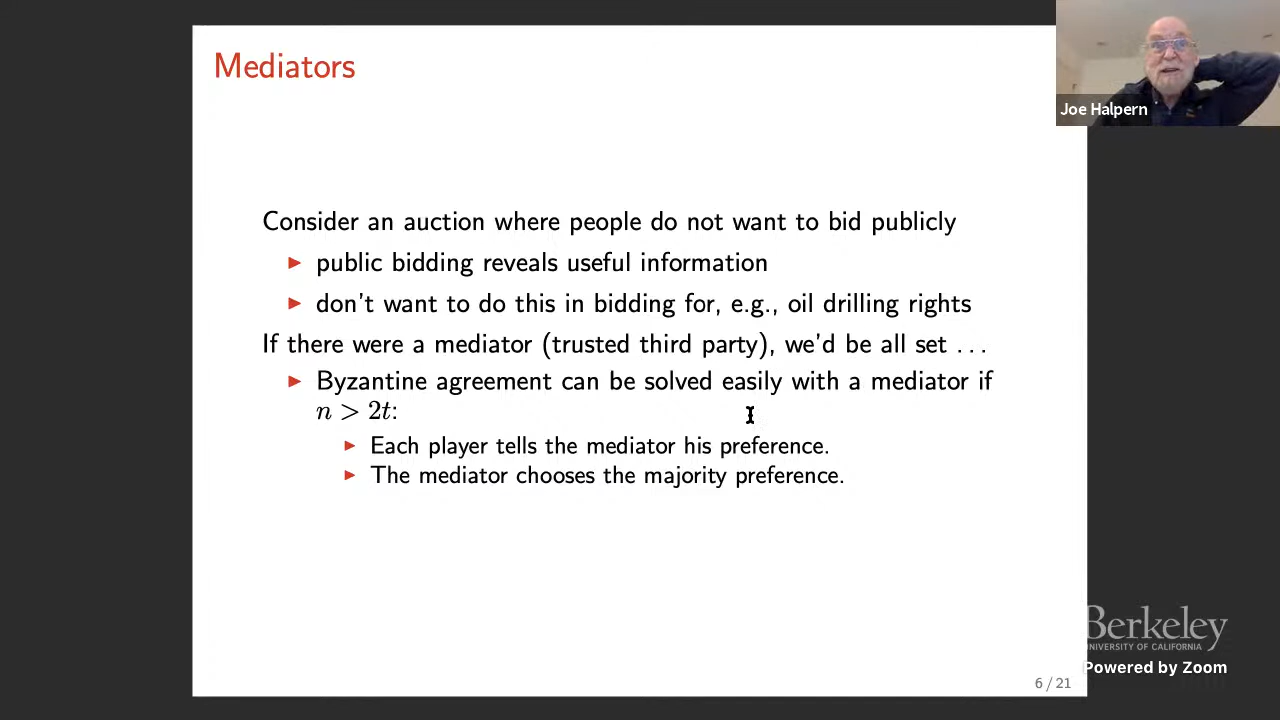 Mediators
Joe Halpern
Consider an auction where people do not want to bid publicly
► public bidding reveals useful information
► don't want to do this in bidding for, e.g., oil drilling rights
If there were a mediator (trusted third party), we'd be all set ...
► Byzantine agreement can be solved easily with a mediator if
n > 2t:
► Each player tells the mediator his preference.
► The mediator chooses the majority preference.
Berkeley
UNIVERSITY OF CALIFORNIA
Powered by Zoom
6 / 21